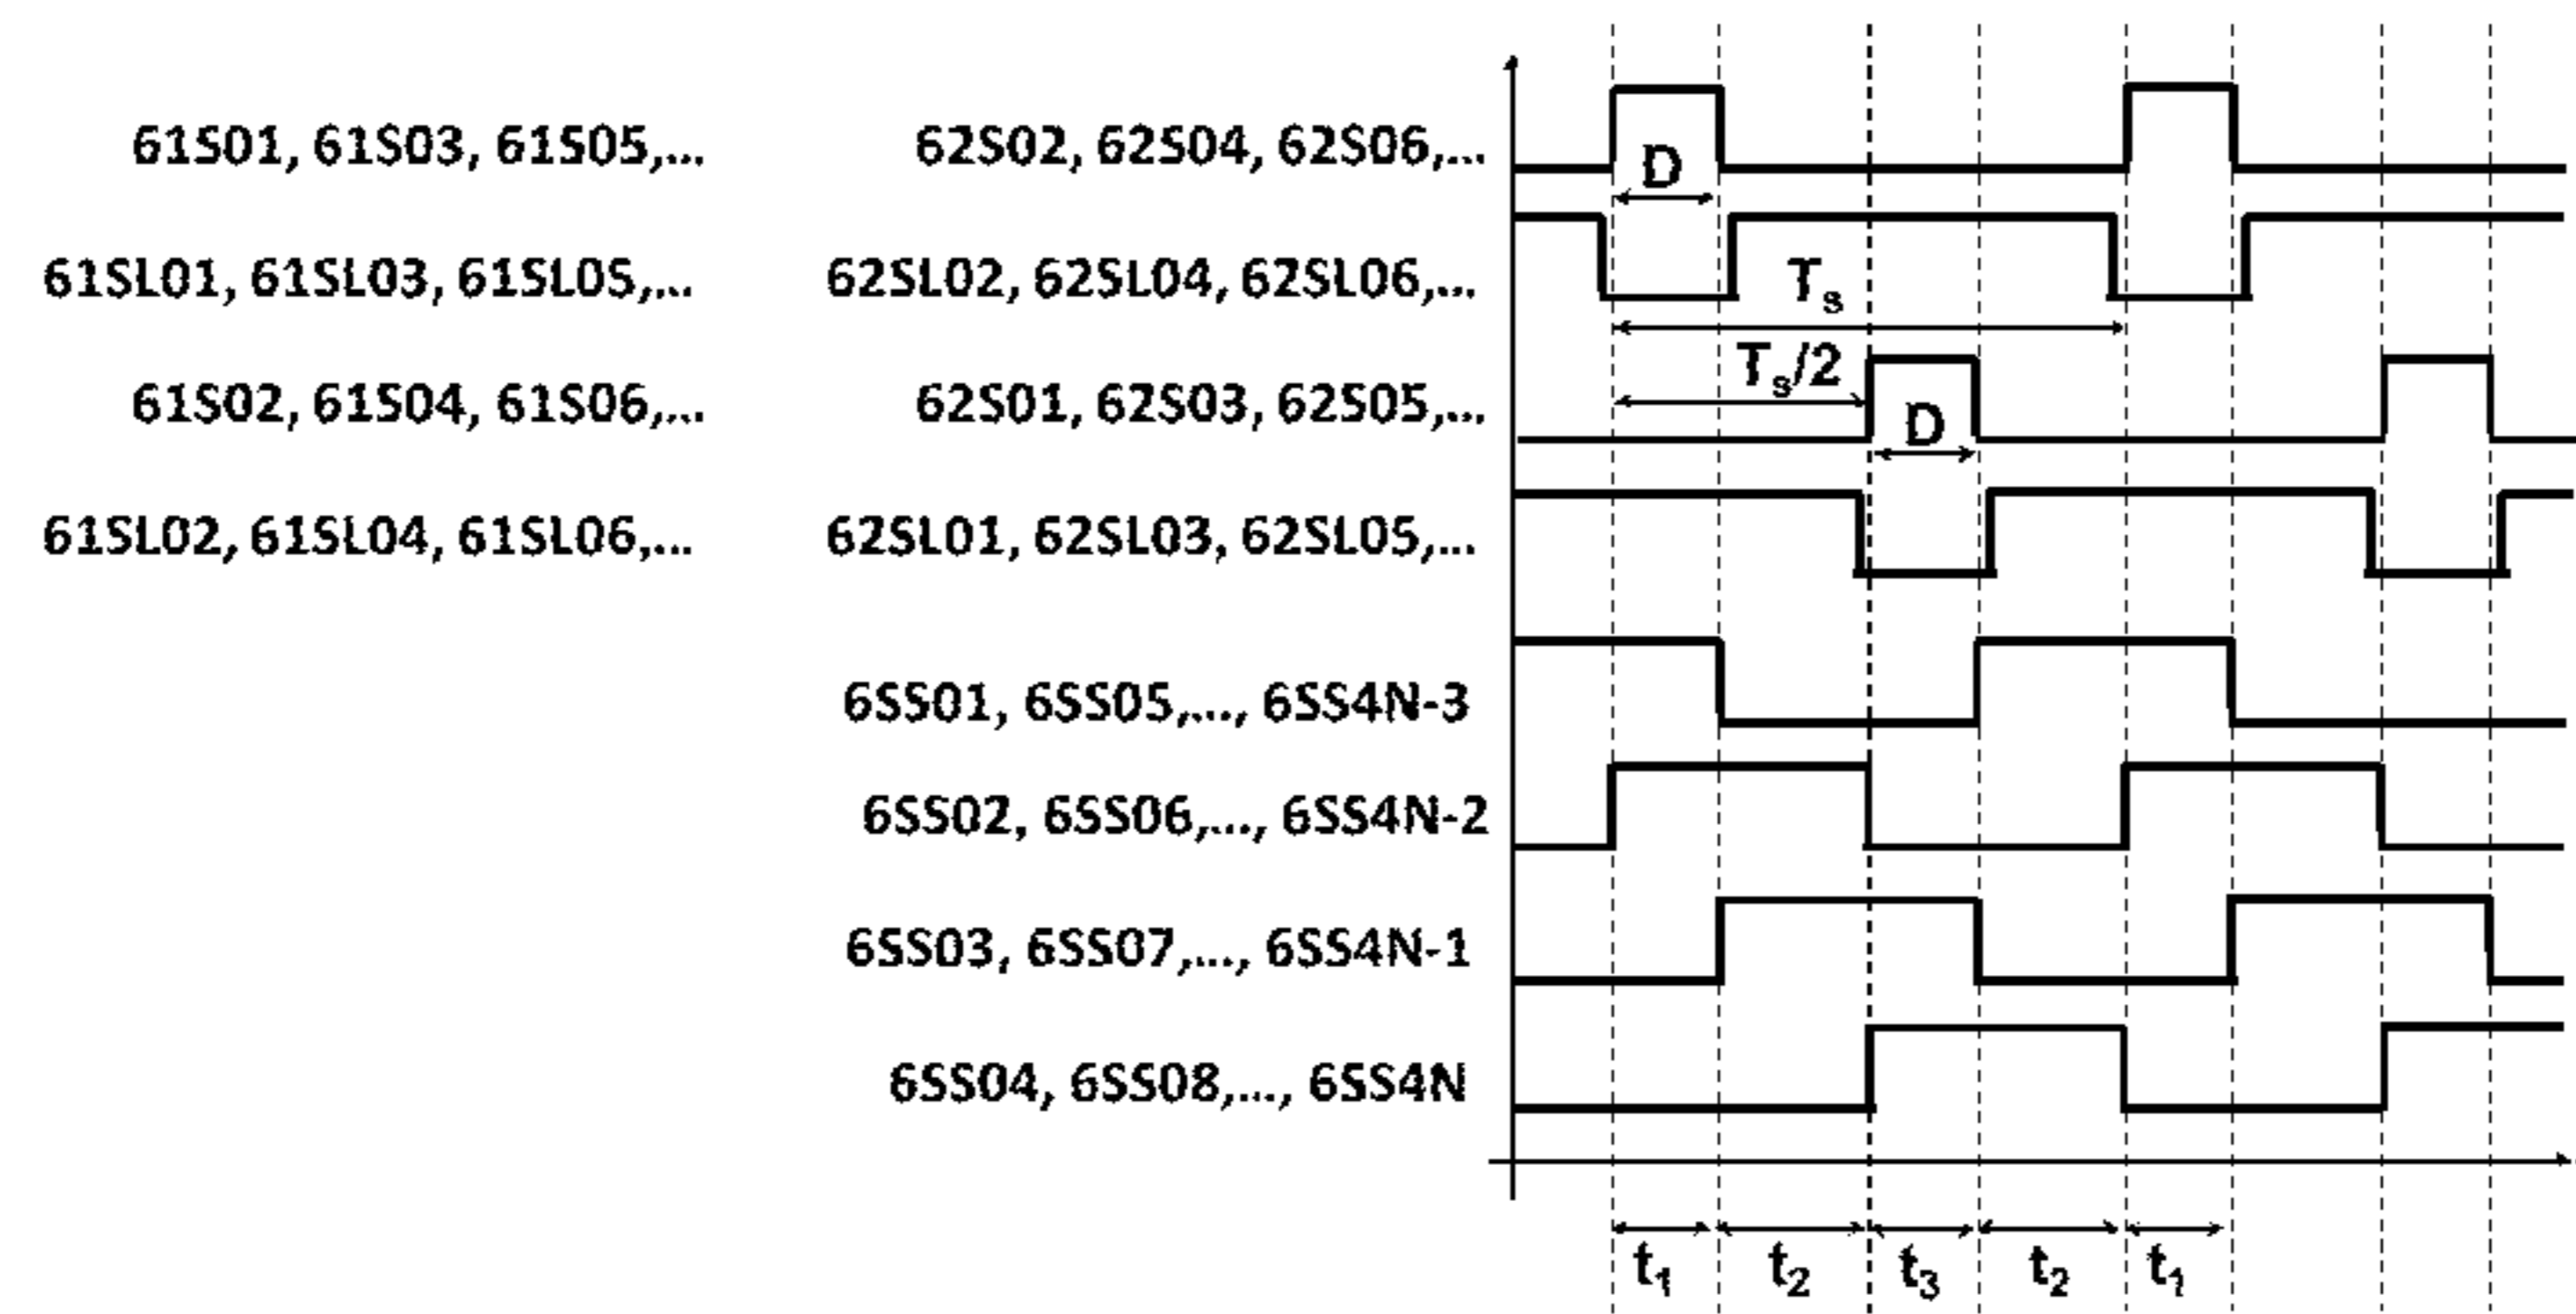 61S01, 61S03, 61S05,... 62S02, 62S04, 62S06,...
D
61SL01, 61SL03, 61SL05,... 62SL02, 62SL04, 62SL06,...
Ts
Ts/2
61S02, 61S04, 61S06,... 62S01, 62S03, 62S05,...
D
61SL02, 61SL04, 61SL06,... 62SL01, 62SL03, 62SL05,...
6SS01, 6SS05,..., 6SS4N-3
6SS02, 6SS06,..., 6SS4N-2
6SS03, 6SS07,..., 6SS4N-1
6SS04, 6SS08,..., 6SS4N
t1 t2 t3 t2 t1